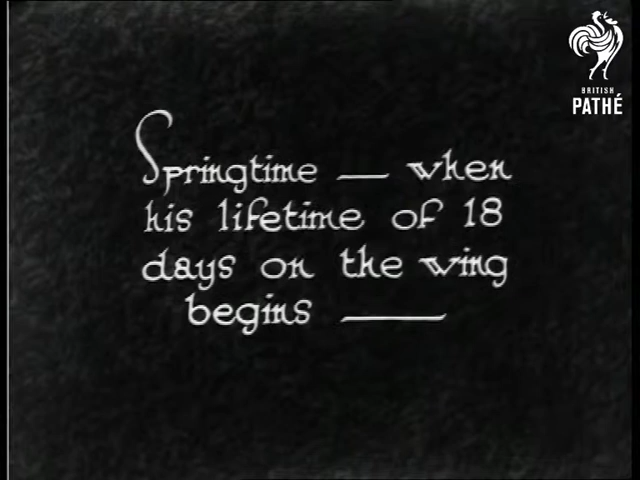 BRITISH
PATHÉ
Springtime — when
his lifetime of 18
days on the wing
begins —